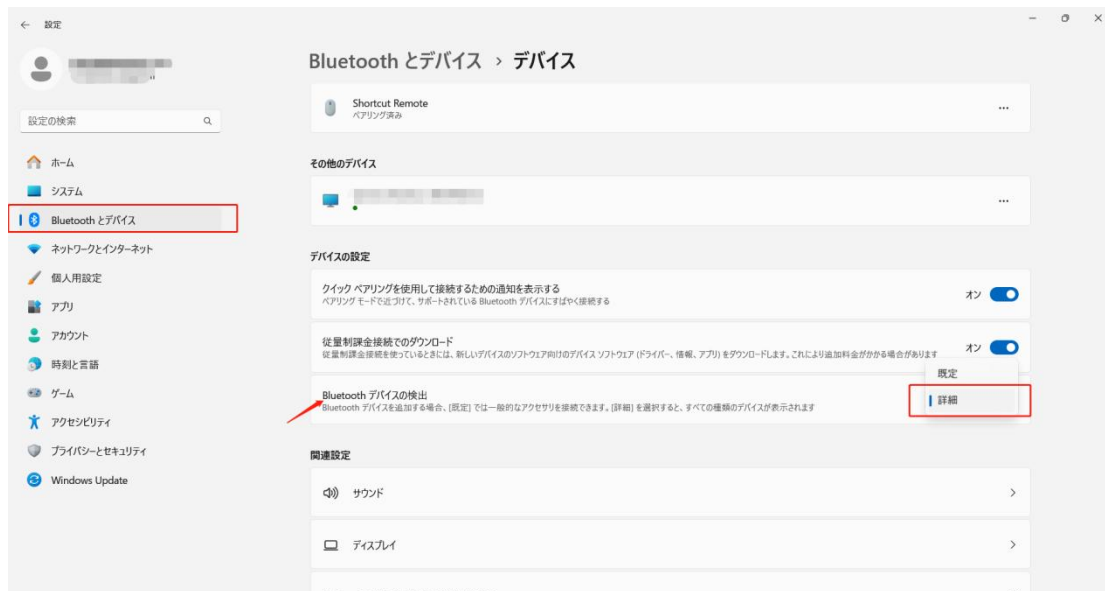 設定
設定の検索
ホーム
システム
Bluetooth とデバイス
ネットワークとインターネット
個人用設定
アプリ
アカウント
時刻と言語
ゲーム
アクセシビリティ
プライバシーとセキュリティ
Windows Update
Bluetooth とデバイス › デバイス
Shortcut Remote
ペアリング済み
その他のデバイス
デバイスの設定
クイック ペアリングを使用して接続するための通知を表示する
ペアリング モードで近づけて、サポートされている Bluetooth デバイスにすばやく接続する
オン
従量制課金接続でのダウンロード
従量制課金接続を使っているときには、新しいデバイスのソフトウェア向けのデバイス ソフトウェア (ドライバー、情報、アプリ) をダウンロードします。これにより追加料金がかかる場合があります
オン
Bluetooth デバイスの検出
Bluetooth デバイスを追加する場合、[既定] では一般的なアクセサリを接続できます。[詳細] を選択すると、すべての種類のデバイスが表示されます
既定
詳細
関連設定
サウンド
ディスプレイ